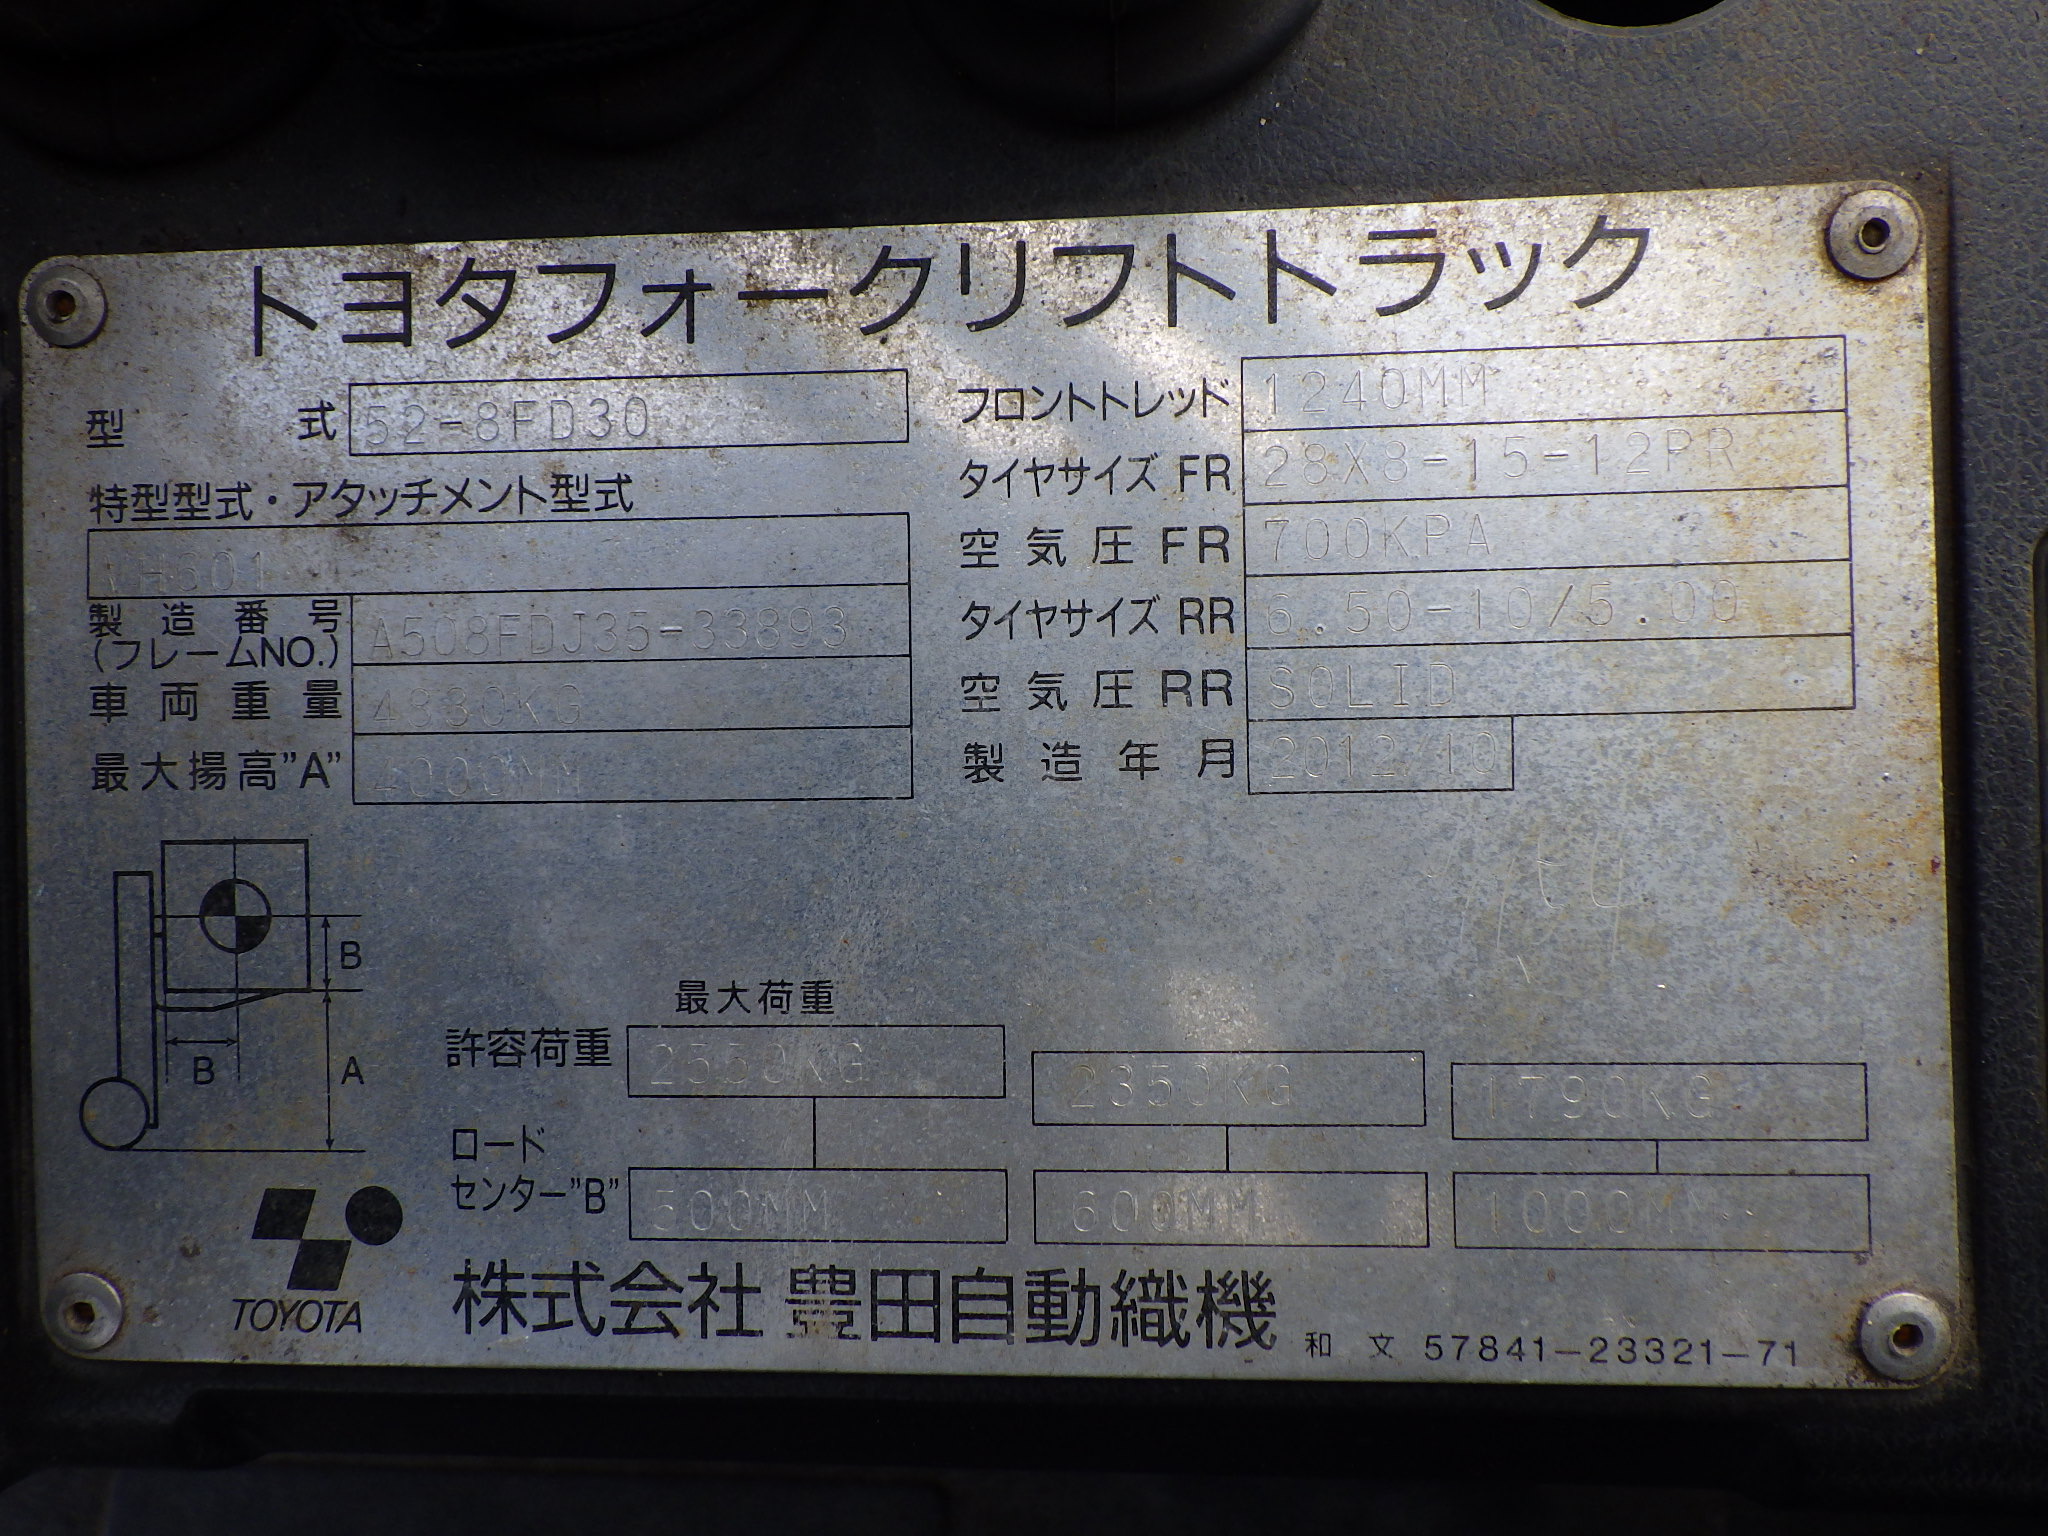 トヨタフォークリフトトラック
型式 52-8FD30
特型型式・アタッチメント型式
製造番号 A508FDJ35-33893
(フレームNO.)
車両重量 4330KG
最大揚高"A" 4000MM
フロントトレッド 1240MM
タイヤサイズ FR 28X8-15-12PR
空気圧 FR 700KPA
タイヤサイズ RR 6.50-10/5.00
空気圧 RR SOLID
製造年月 2012.10
B
B
A
最大荷重
許容荷重 2550KG 2350KG 1790KG
ロード
センター"B" 500MM 600MM 1000MM
TOYOTA
株式会社 豊田自動織機
和文 57841-23321-71